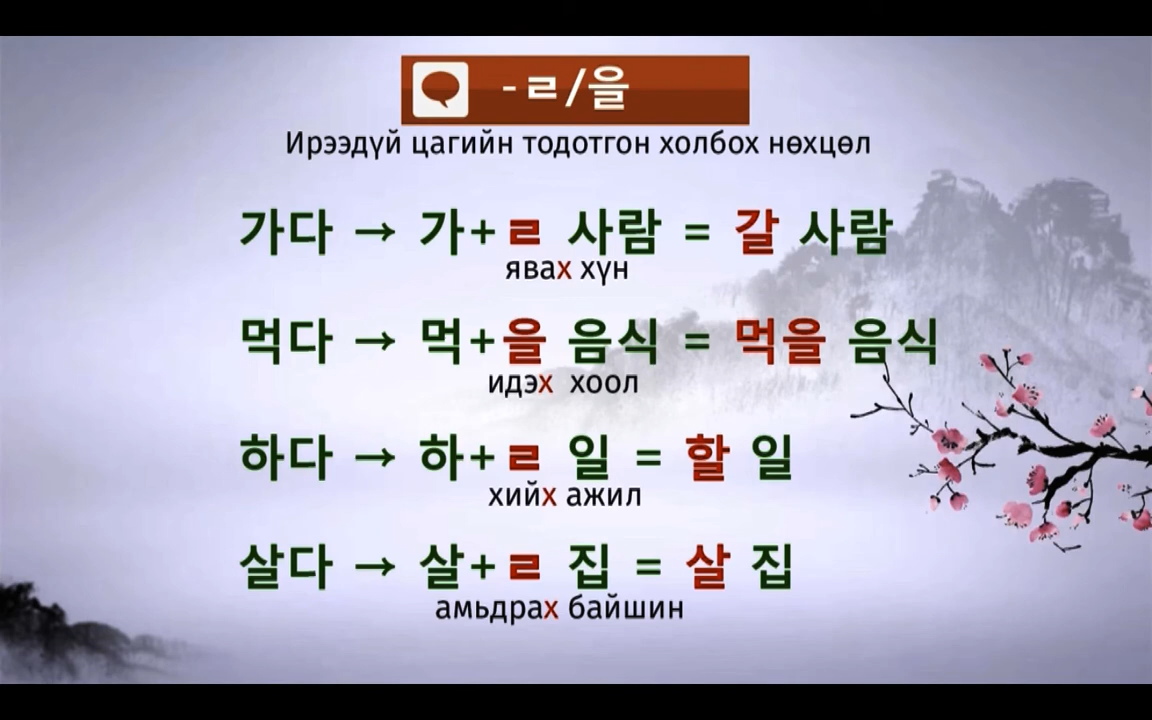 -ㄹ/을
Ирээдүй цагийн тодотгон холбох нөхцөл
가다 → 가+ㄹ 사람 = 갈 사람
явах хүн
먹다 → 먹+을 음식 = 먹을 음식
идэх хоол
하다 → 하+ㄹ 일 = 할 일
хийх ажил
살다 → 살+ㄹ 집 = 살 집
амьдрах байшин